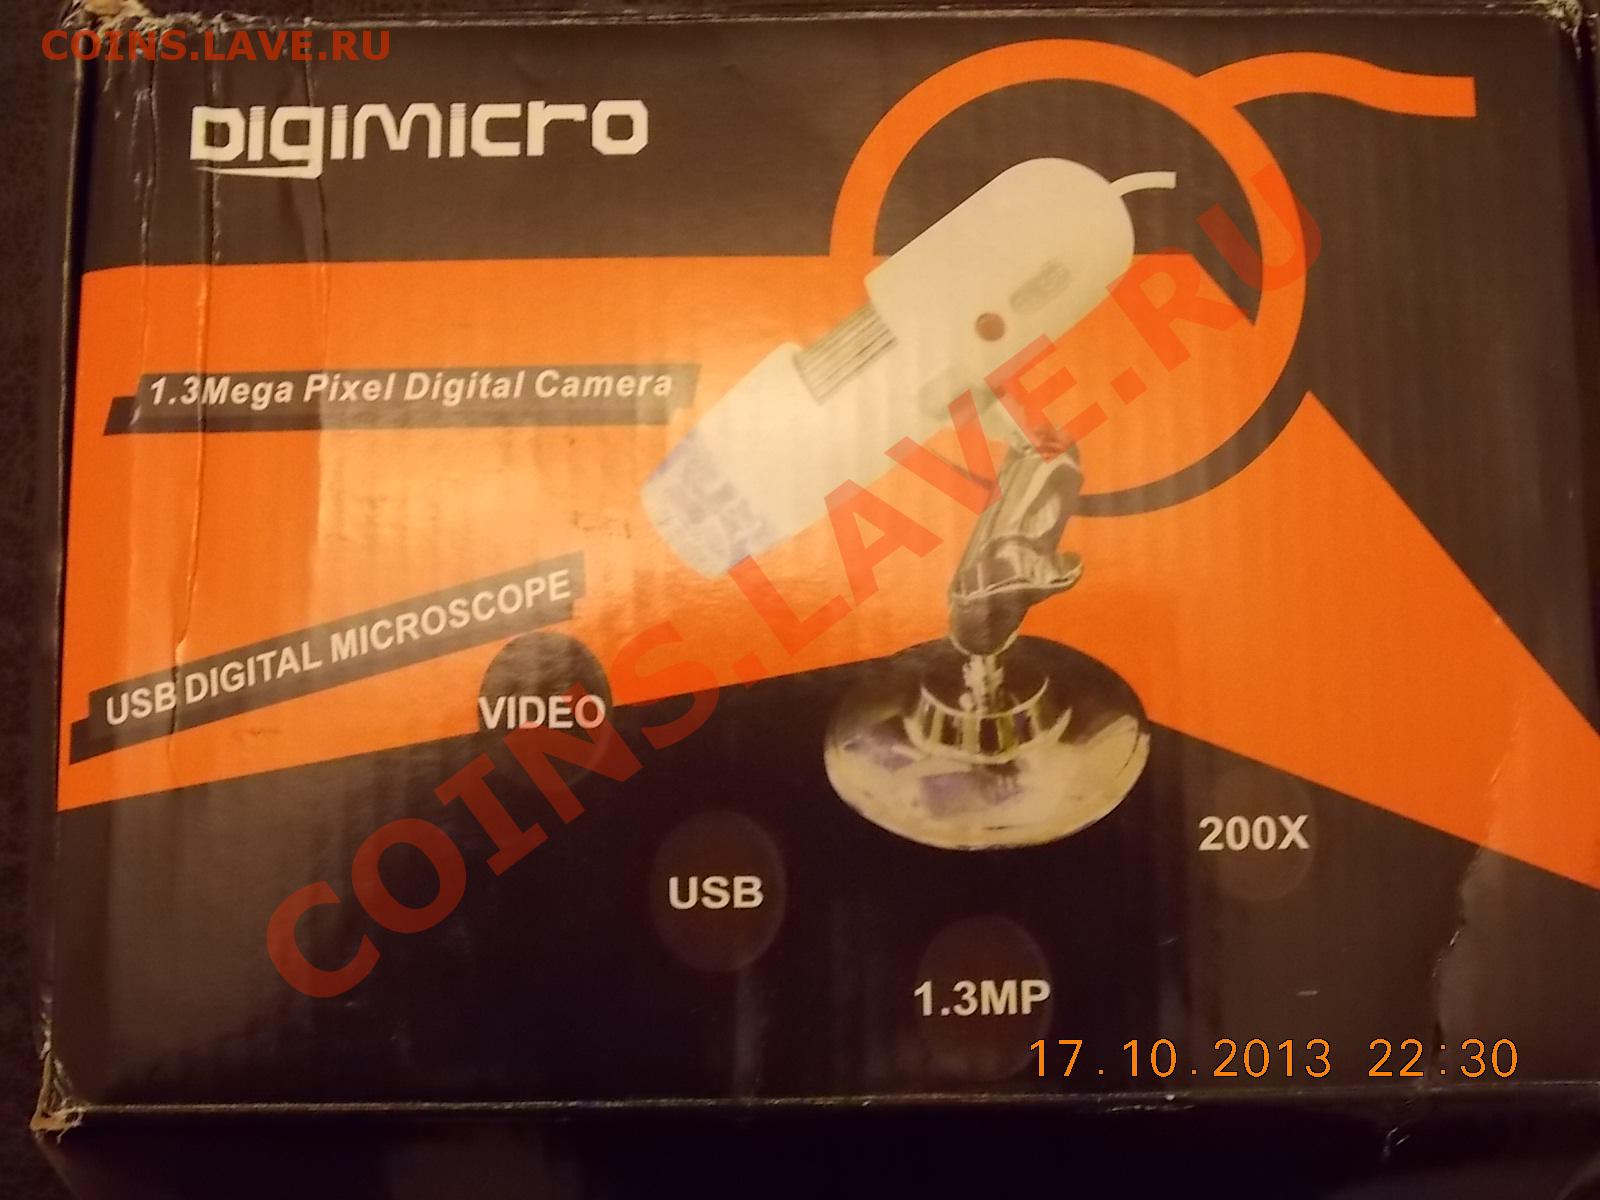 COINS.LAVE.RU
DIGIMICRO
1.3Mega Pixel Digital Camera
USB DIGITAL MICROSCOPE
VIDEO
COINS.LAVE.RU
200X
USB
1.3MP
17.10.2013 22:30